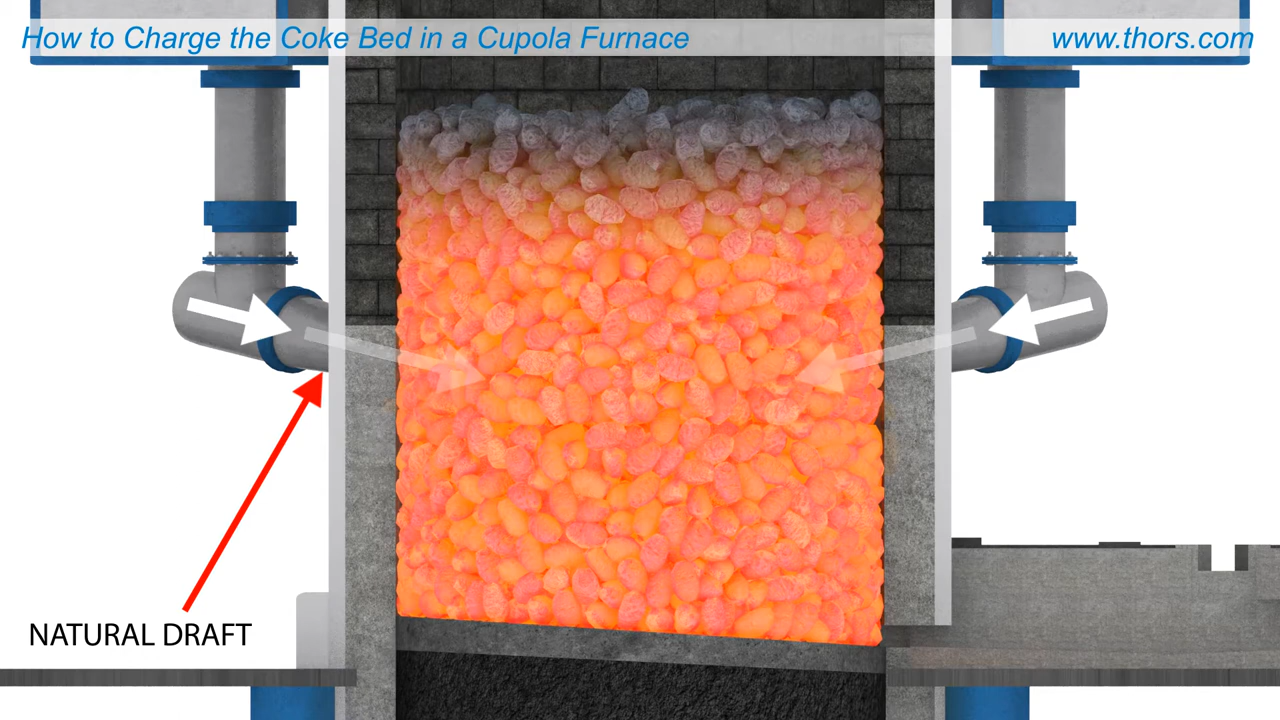 How to Charge the Coke Bed in a Cupola Furnace
www.thors.com
NATURAL DRAFT